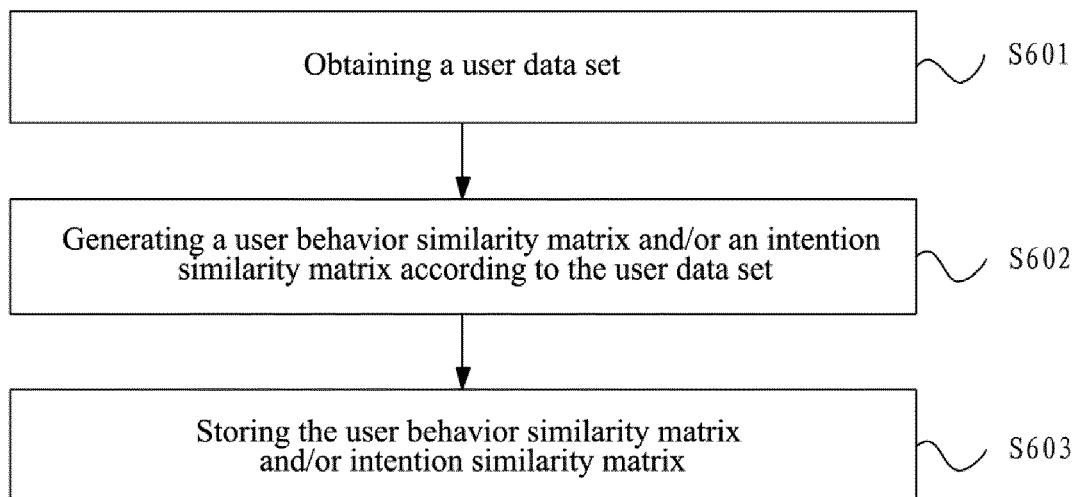 Obtaining a user data set
S601
Generating a user behavior similarity matrix and/or an intention
similarity matrix according to the user data set
S602
Storing the user behavior similarity matrix
and/or intention similarity matrix
S603